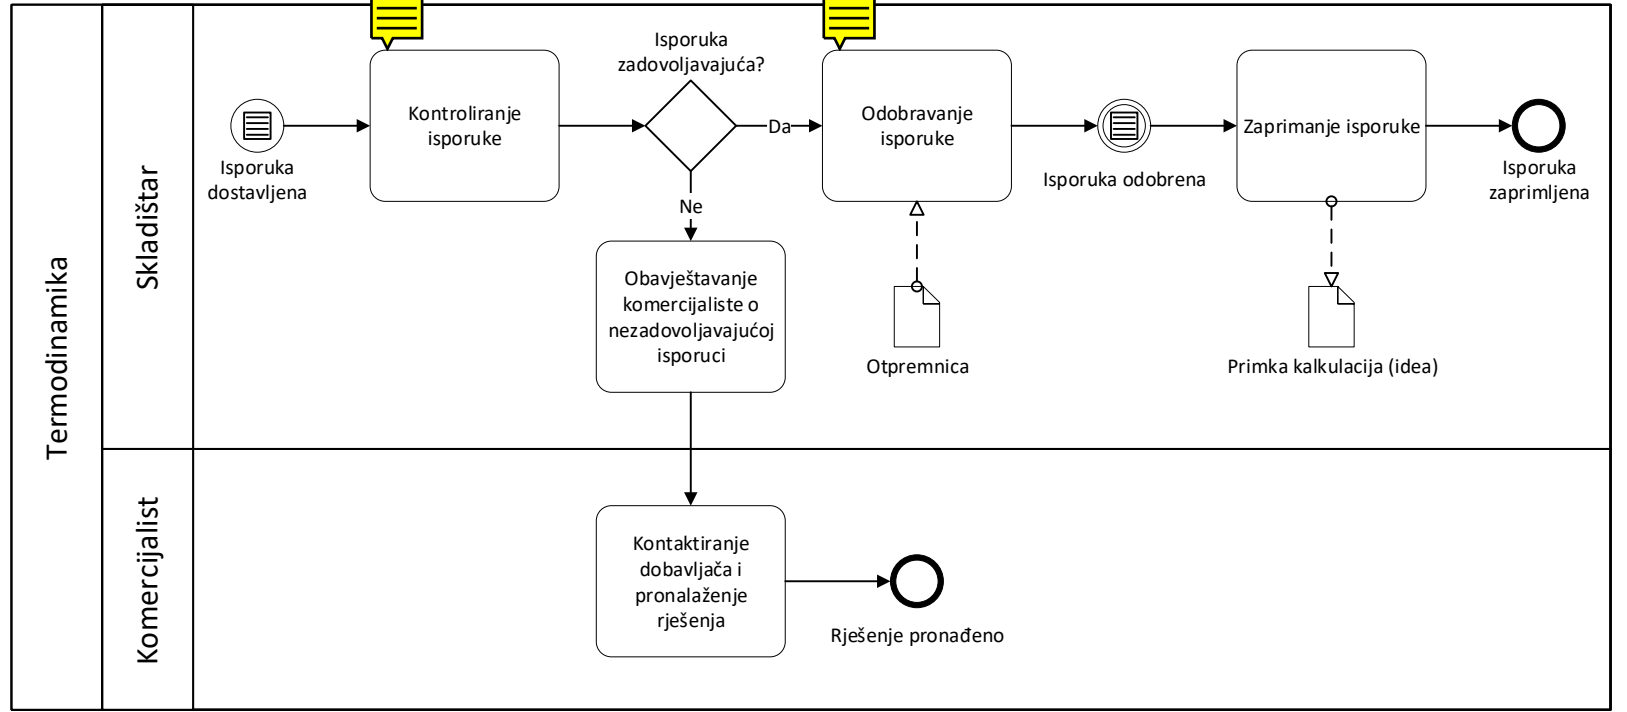 Termodinamika
Skladištar
Isporuka
dostavljena
Kontroliranje
isporuke
Isporuka
zadovoljavajuća?
Da
Ne
Odobravanje
isporuke
Isporuka odobrena
Zaprimanje isporuke
Isporuka
zaprimljena
Obavještavanje
komercijaliste o
nezadovoljavajućoj
isporuci
Otpremnica
Primka kalkulacija (idea)
Komercijalist
Kontaktiranje
dobavljača i
pronalaženje
rješenja
Rješenje pronađeno